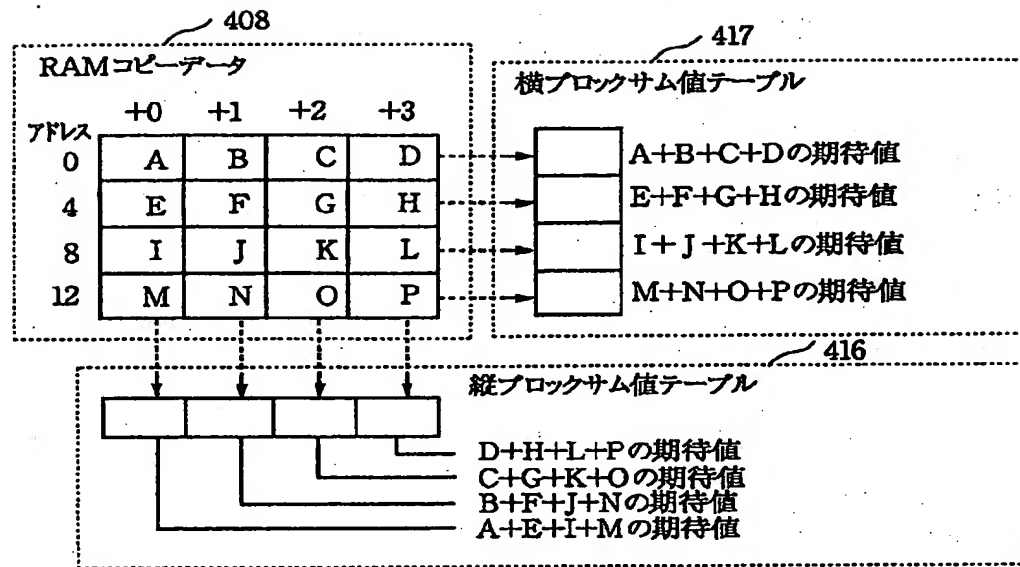 408
RAMコピーデータ
+0 +1 +2 +3
アドレス
0 A B C D
4 E F G H
8 I J K L
12 M N O P
417
横ブロックサム値テーブル
A+B+C+Dの期待値
E+F+G+Hの期待値
I+J+K+Lの期待値
M+N+O+Pの期待値
416
縦ブロックサム値テーブル
D+H+L+Pの期待値
C+G+K+Oの期待値
B+F+J+Nの期待値
A+E+I+Mの期待値